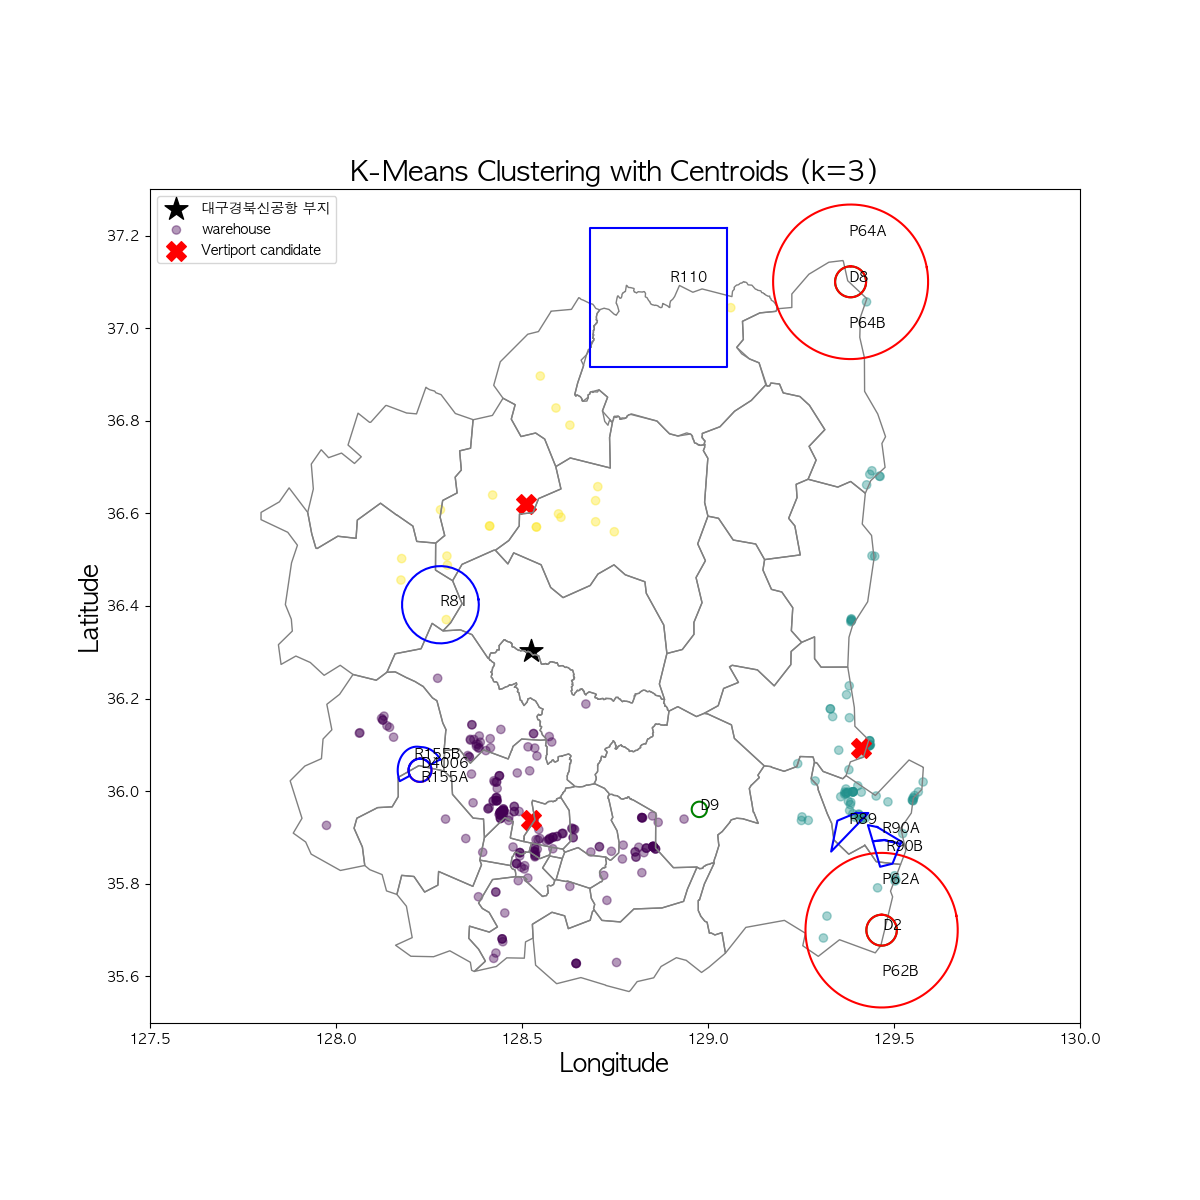 K-Means Clustering with Centroids (k=3)
대구경북신공항 부지
warehouse
Vertiport candidate
37.2
37.0
36.8
36.6
36.4
36.2
36.0
35.8
35.6
Latitude
P64A
R110
D8
P64B
R81
R155B
D4006
R155A
D9
R89
R90A
R90B
P62A
D2
P62B
127.5
128.0
128.5
129.0
129.5
130.0
Longitude